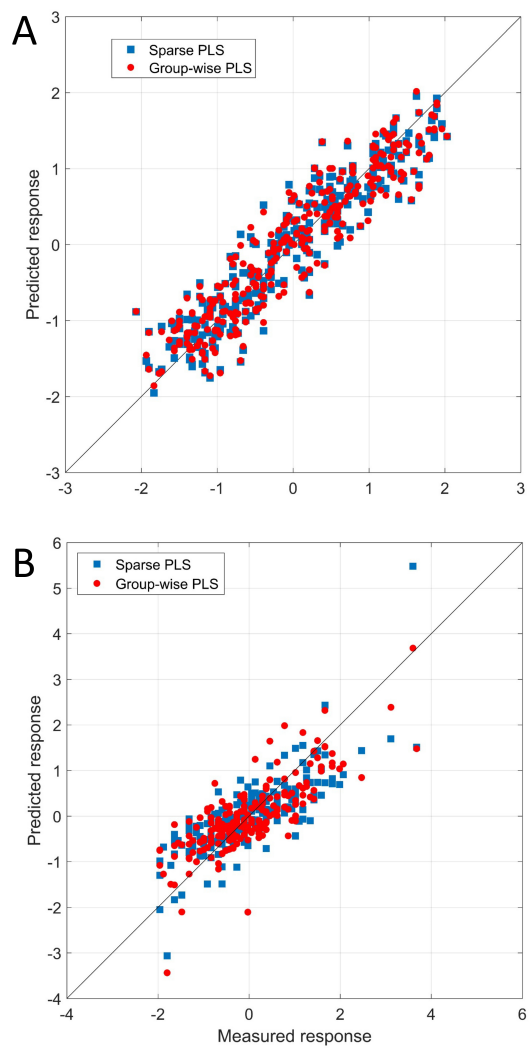 A
3
2
1
0
-1
-2
-3
Predicted response
Sparse PLS
Group-wise PLS
-3 -2 -1 0 1 2 3
B
6
5
4
3
2
1
0
-1
-2
-3
-4
Predicted response
Sparse PLS
Group-wise PLS
-4 -2 0 2 4 6
Measured response